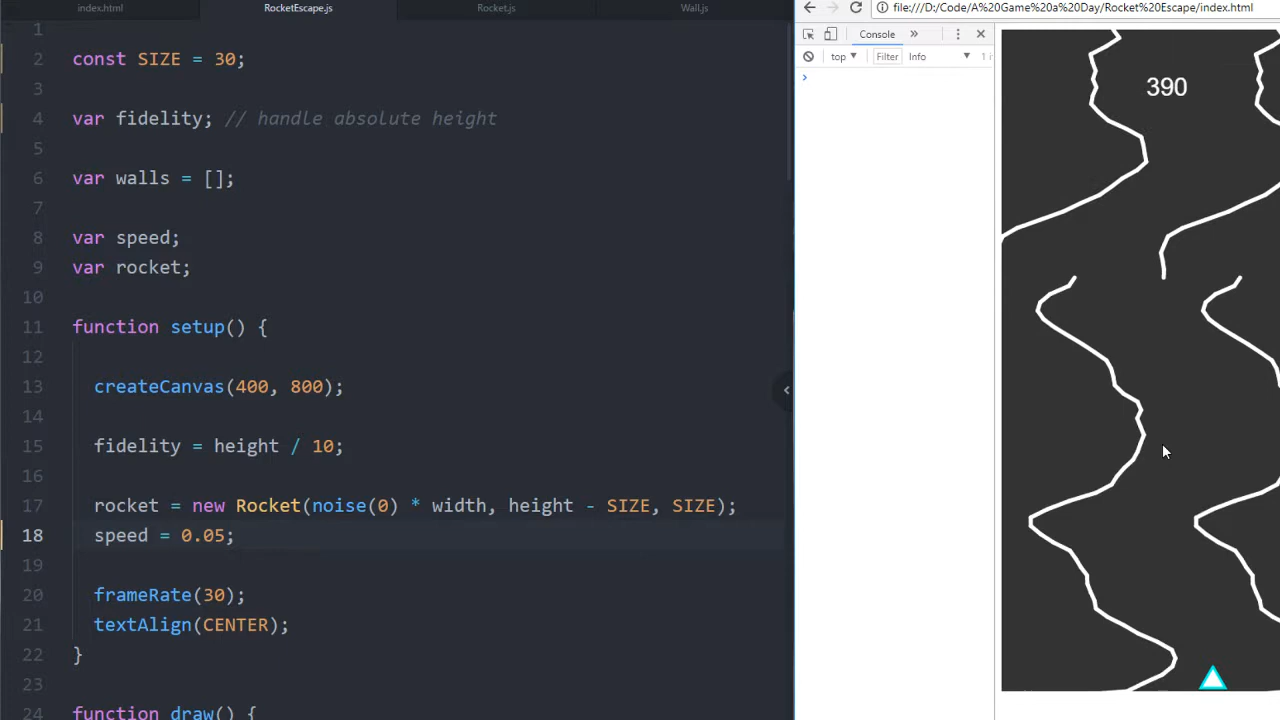 index.html
RocketEscape.js
Rocket.js
Wall.js
file:///D:/Code/A%20Game%20a%20Day/Rocket%20Escape/index.html
Console »
top ▼ Filter Info ▼ 1 i
›
390
1
2 const SIZE = 30;
3
4 var fidelity; // handle absolute height
5
6 var walls = [];
7
8 var speed;
9 var rocket;
10
11 function setup() {
12
13 createCanvas(400, 800);
14
15 fidelity = height / 10;
16
17 rocket = new Rocket(noise(0) * width, height - SIZE, SIZE);
18 speed = 0.05;
19
20 frameRate(30);
21 textAlign(CENTER);
22 }
23
24 function draw() {